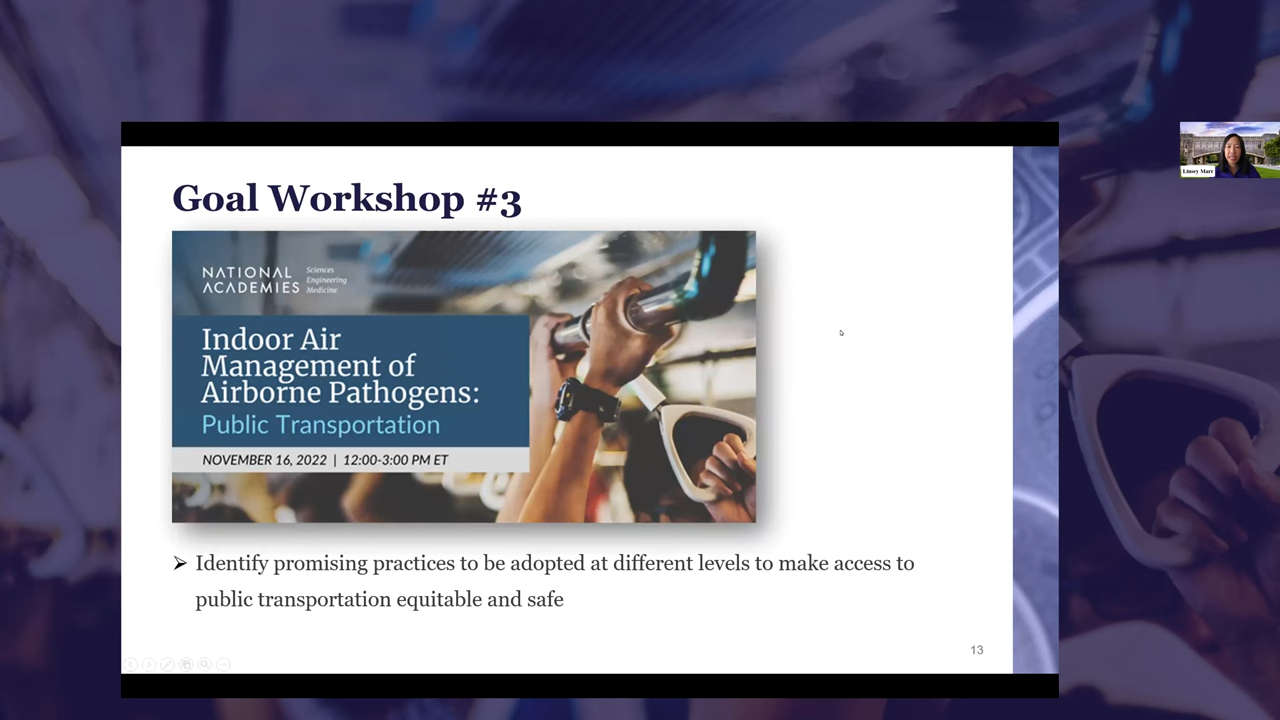 Goal Workshop #3
NATIONAL
ACADEMIES
Sciences
Engineering
Medicine
Indoor Air
Management of
Airborne Pathogens:
Public Transportation
NOVEMBER 16, 2022 | 12:00-3:00 PM ET
➢ Identify promising practices to be adopted at different levels to make access to
public transportation equitable and safe
13
Linsey Marr